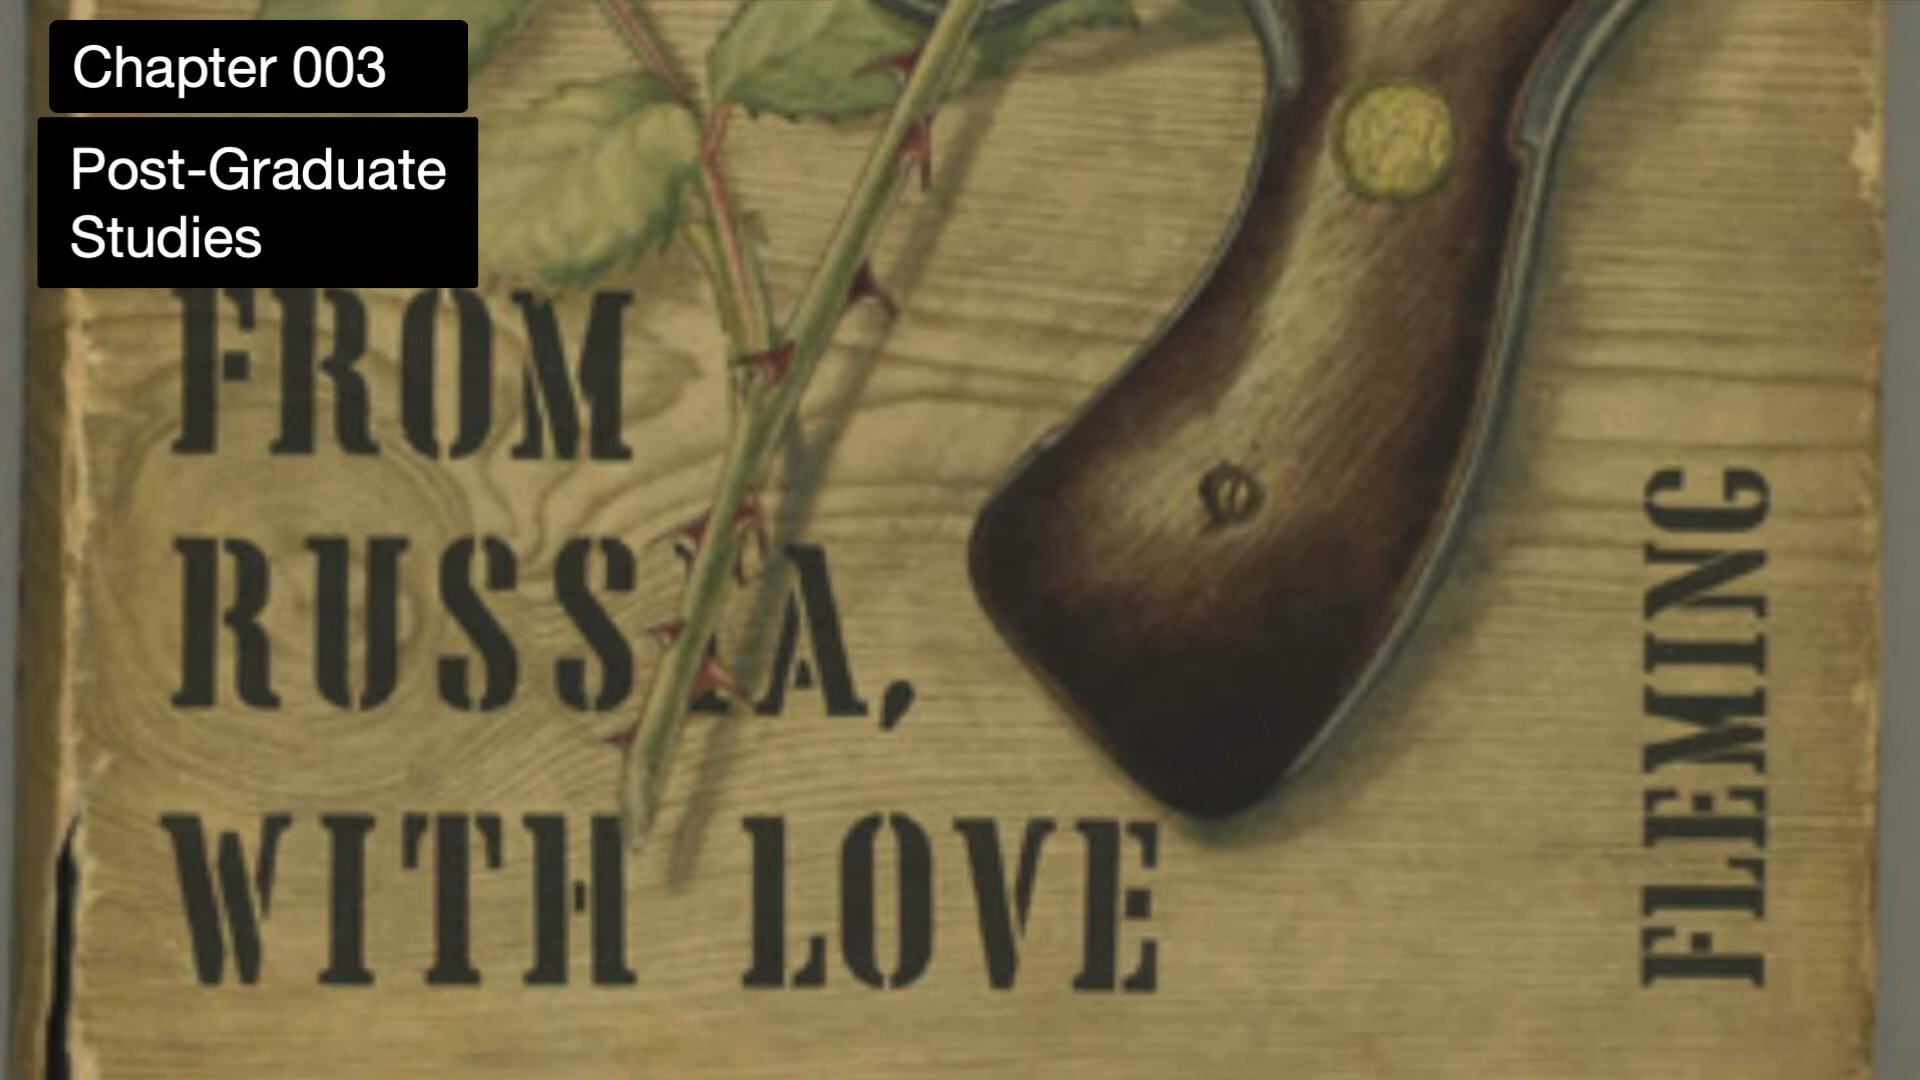 Chapter 003
Post-Graduate
Studies
FROM
RUSSIA,
WITH LOVE
FLEMING